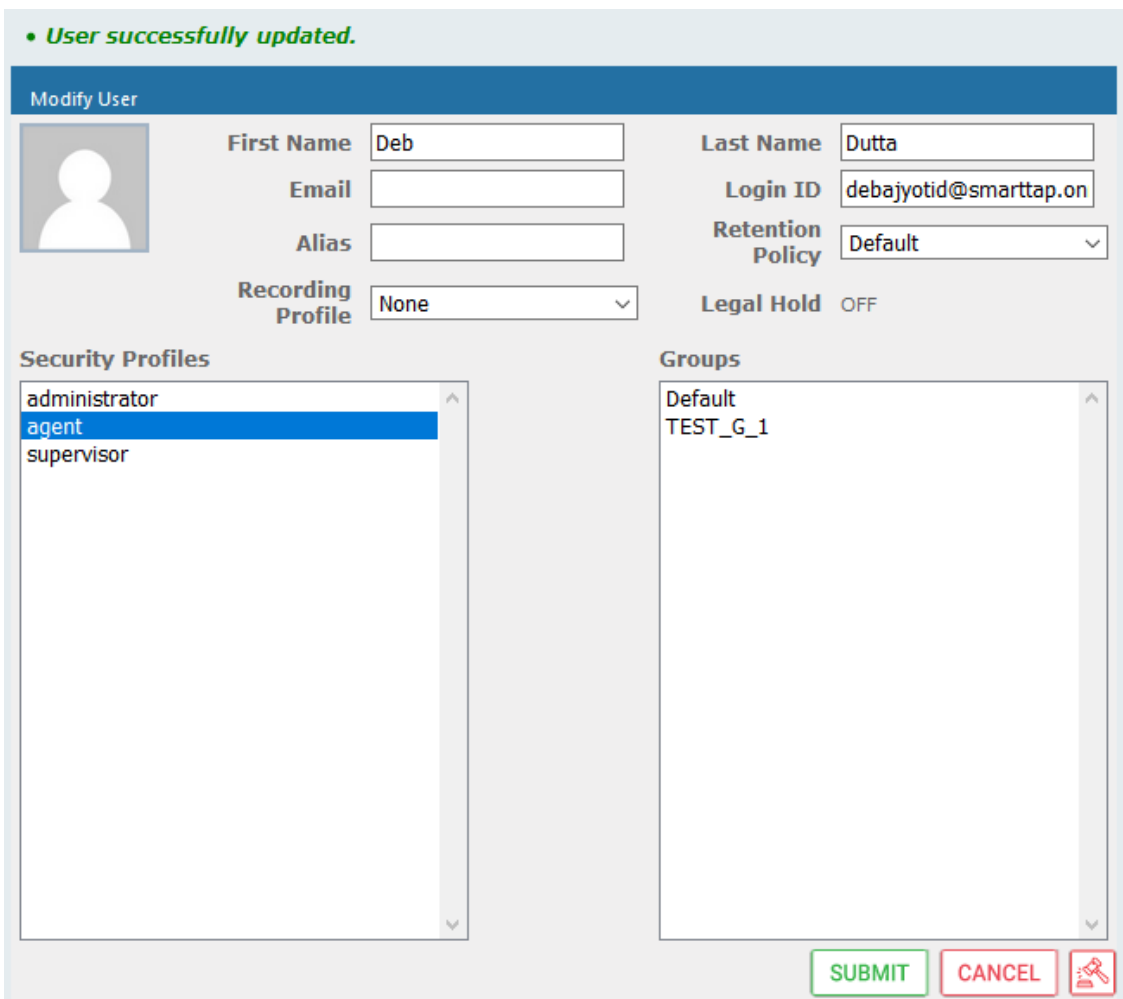 • User successfully updated.
Modify User
First Name Deb Last Name Dutta
Email Login ID debajyotid@smarttap.on
Alias Retention Policy Default
Recording Profile None Legal Hold OFF
Security Profiles Groups
administrator Default
agent TEST_G_1
supervisor
SUBMIT CANCEL